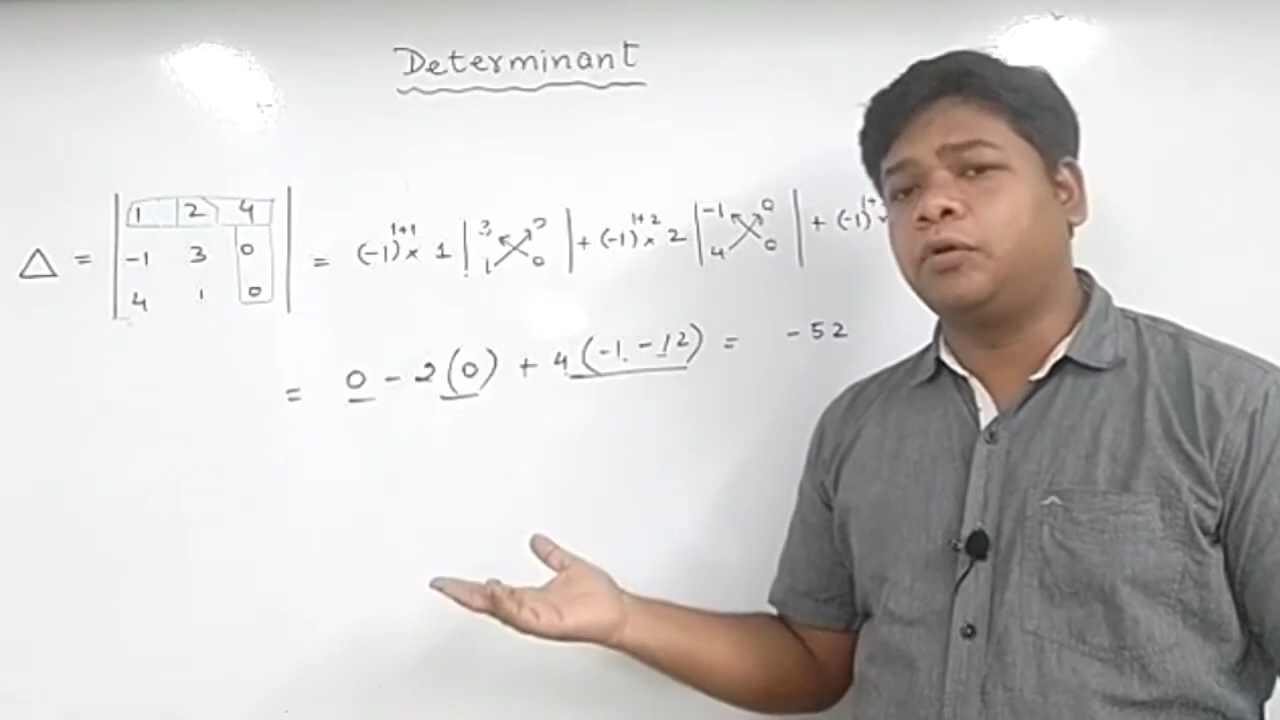 Determinant
1 2 4
Δ = -1 3 0 = (-1)^{1+1} × 1 | 3 0 | + (-1)^{1+2} × 2 | -1 0 | + (-1)^{1+
4 1 0 1 0 4 0
= 0 - 2(0) + 4(-1 - 12) = -52